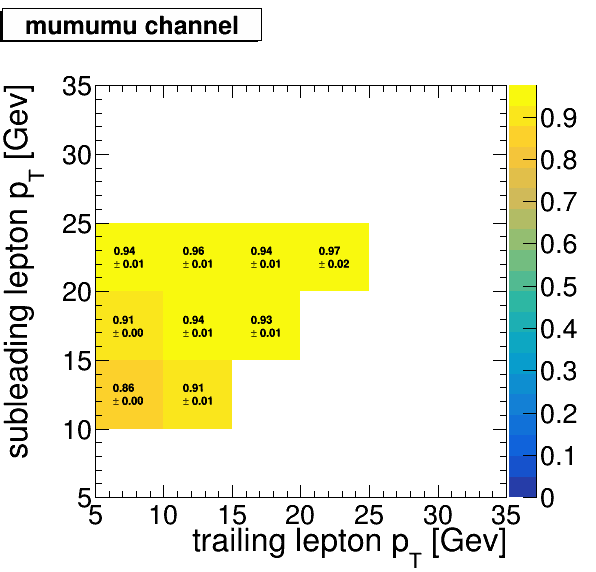 mumumu channel
subleading lepton p_T [Gev]
35
30
25
20
15
10
5
0.94 0.96 0.94 0.97
± 0.01 ± 0.01 ± 0.01 ± 0.02
0.91 0.94 0.93
± 0.00 ± 0.01 ± 0.01
0.86 0.91
± 0.00 ± 0.01
5 10 15 20 25 30 35
trailing lepton p_T [Gev]
0.9
0.8
0.7
0.6
0.5
0.4
0.3
0.2
0.1
0